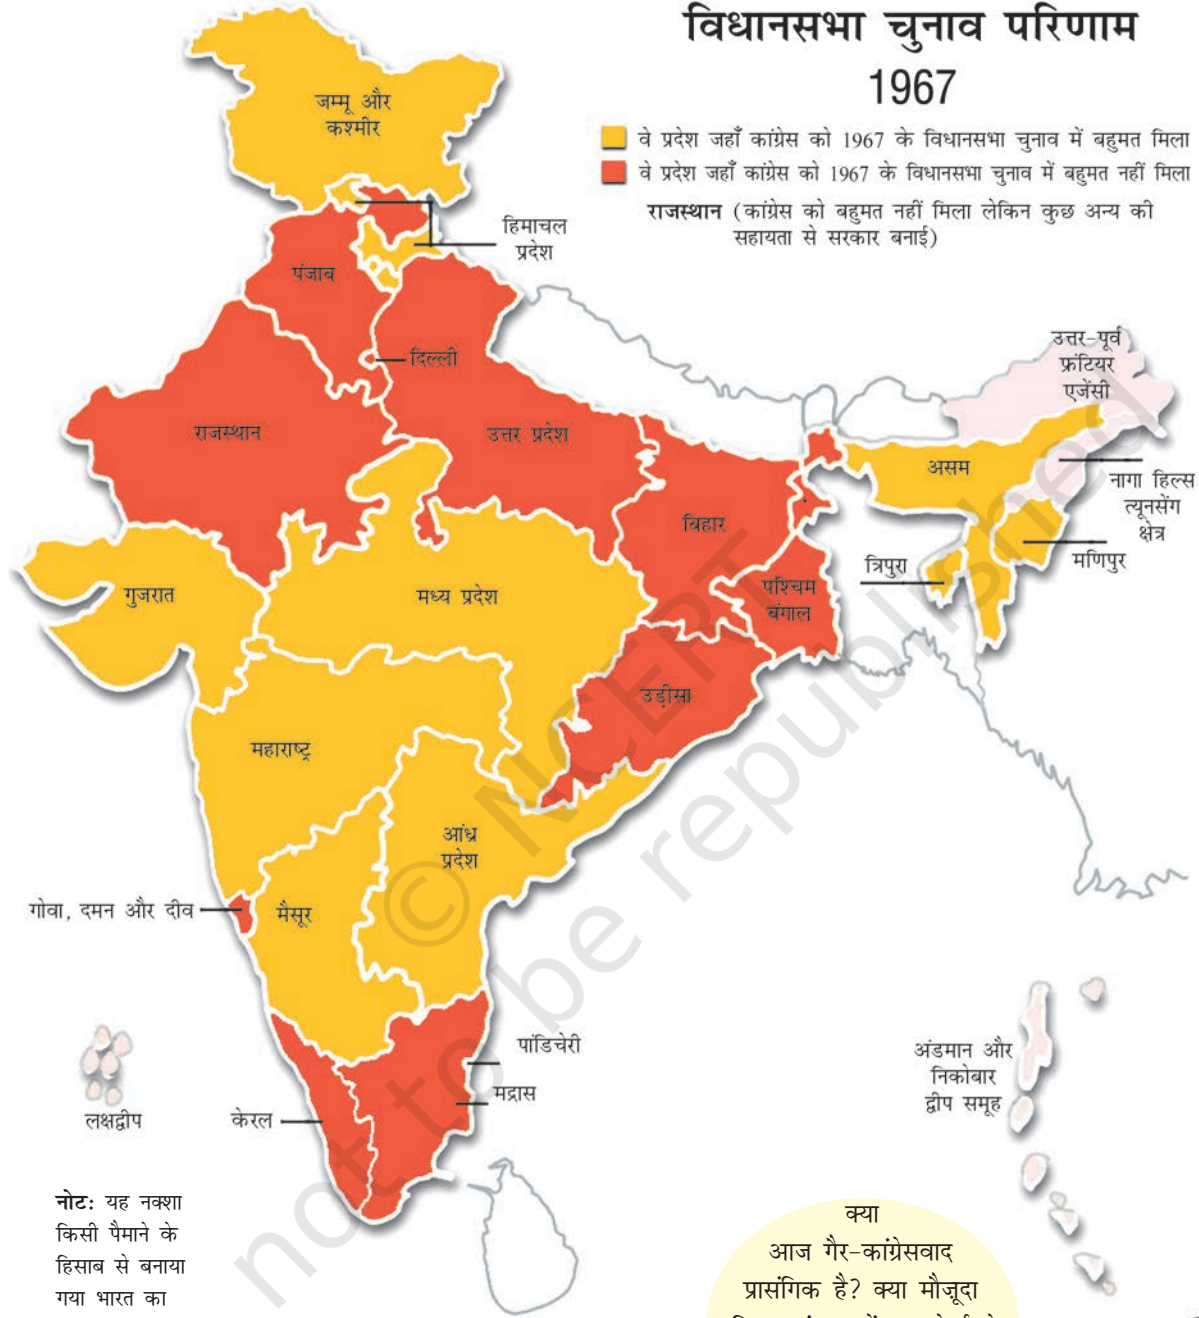 विधानसभा चुनाव परिणाम
1967
वे प्रदेश जहाँ कांग्रेस को 1967 के विधानसभा चुनाव में बहुमत मिला
वे प्रदेश जहाँ कांग्रेस को 1967 के विधानसभा चुनाव में बहुमत नहीं मिला
राजस्थान (कांग्रेस को बहुमत नहीं मिला लेकिन कुछ अन्य की
सहायता से सरकार बनाई)
जम्मू और
कश्मीर
हिमाचल
प्रदेश
पंजाब
दिल्ली
उत्तर-पूर्व
फ्रंटियर
एजेंसी
राजस्थान
उत्तर प्रदेश
असम
नागा हिल्स
त्यूनसेंग
क्षेत्र
बिहार
मणिपुर
त्रिपुरा
गुजरात
मध्य प्रदेश
पश्चिम
बंगाल
उड़ीसा
महाराष्ट्र
आंध्र
प्रदेश
गोवा, दमन और दीव
मैसूर
पांडिचेरी
मद्रास
अंडमान और
निकोबार
द्वीप समूह
लक्षद्वीप
केरल
नोट: यह नक्शा
किसी पैमाने के
हिसाब से बनाया
गया भारत का
क्या
आज गैर-कांग्रेसवाद
प्रासंगिक है? क्या मौजूदा
© NCERT
not to be republished